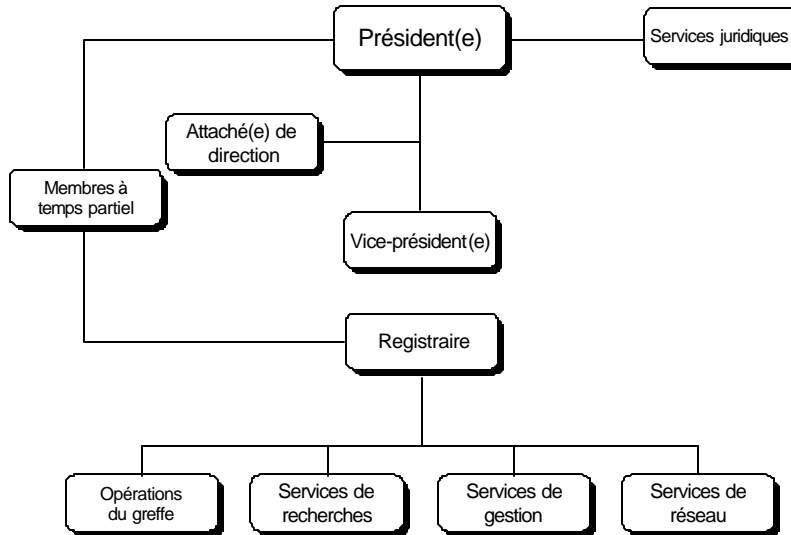 Président(e)
Services juridiques
Attaché(e) de
direction
Membres à
temps partiel
Vice-président(e)
Registraire
Opérations
du greffe
Services de
recherches
Services de
gestion
Services de
réseau